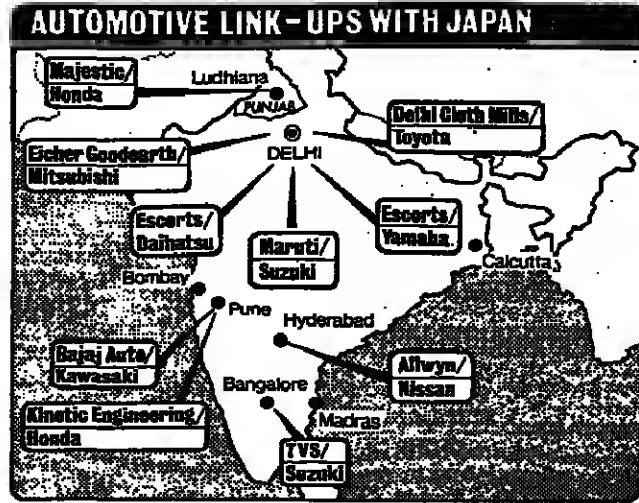 AUTOMOTIVE LINK-UPS WITH JAPAN
Majestic/
Honda
Ludhiana
PUNJAB
Delhi Cloth Mills/
Toyota
Eicher Goodearth/
Mitsubishi
DELHI
Escorts/
Daihatsu
Maruti/
Suzuki
Escorts/
Yamaha
Calcutta
Bombay
Pune
Hyderabad
Bajaj Auto/
Kawasaki
Allwyn/
Nissan
Bangalore
Kinetic Engineering/
Honda
Madras
TVS/
Suzuki